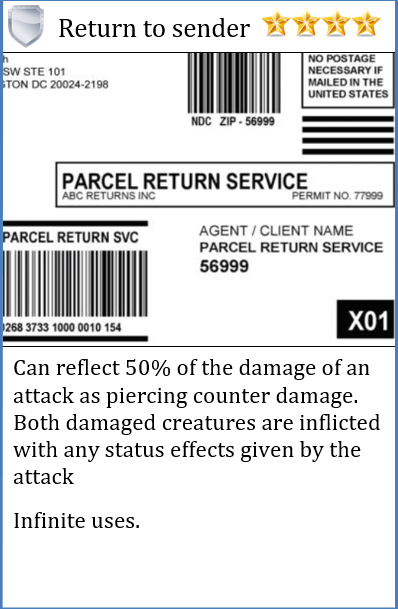 Return to sender
h
SW STE 101
TON DC 20024-2198
NDC ZIP - 56999
NO POSTAGE
NECESSARY IF
MAILED IN THE
UNITED STATES
PARCEL RETURN SERVICE
ABC RETURNS INC
PERMIT NO. 77999
PARCEL RETURN SVC
0268 3733 1000 0010 154
AGENT / CLIENT NAME
PARCEL RETURN SERVICE
56999
X01
Can reflect 50% of the damage of an
attack as piercing counter damage.
Both damaged creatures are inflicted
with any status effects given by the
attack
Infinite uses.